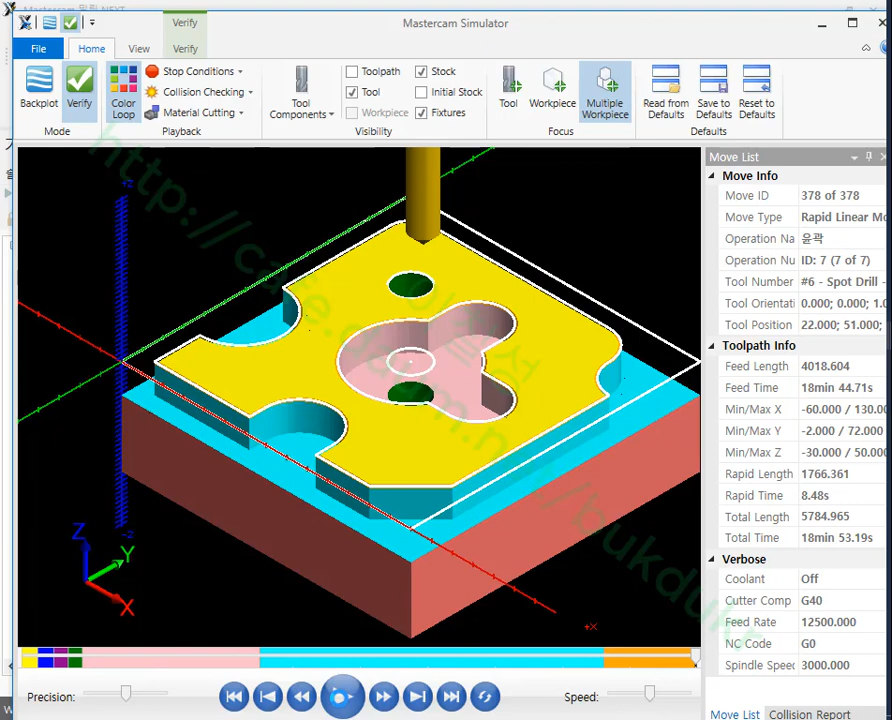 Verify
Mastercam Simulator
File
Home
View
Verify
Backplot
Verify
Mode
Color Loop
Stop Conditions
Collision Checking
Material Cutting
Playback
Tool Components
Toolpath
Tool
Workpiece
Stock
Initial Stock
Fixtures
Visibility
Tool
Workpiece
Multiple Workpiece
Focus
Read from Defaults
Save to Defaults
Reset to Defaults
Defaults
Move List
Move Info
Move ID 378 of 378
Move Type Rapid Linear M
Operation Na 윤곽
Operation Nu ID: 7 (7 of 7)
Tool Number #6 - Spot Drill -
Tool Orientati 0.000; 0.000; 1.0
Tool Position 22.000; 51.000;
Toolpath Info
Feed Length 4018.604
Feed Time 18min 44.71s
Min/Max X -60.000 / 130.00
Min/Max Y -2.000 / 72.000
Min/Max Z -30.000 / 50.000
Rapid Length 1766.361
Rapid Time 8.48s
Total Length 5784.965
Total Time 18min 53.19s
Verbose
Coolant Off
Cutter Comp G40
Feed Rate 12500.000
NC Code G0
Spindle Speed 3000.000
+Z
-Z
Z
Y
X
+X
Precision:
Speed:
Move List
Collision Report